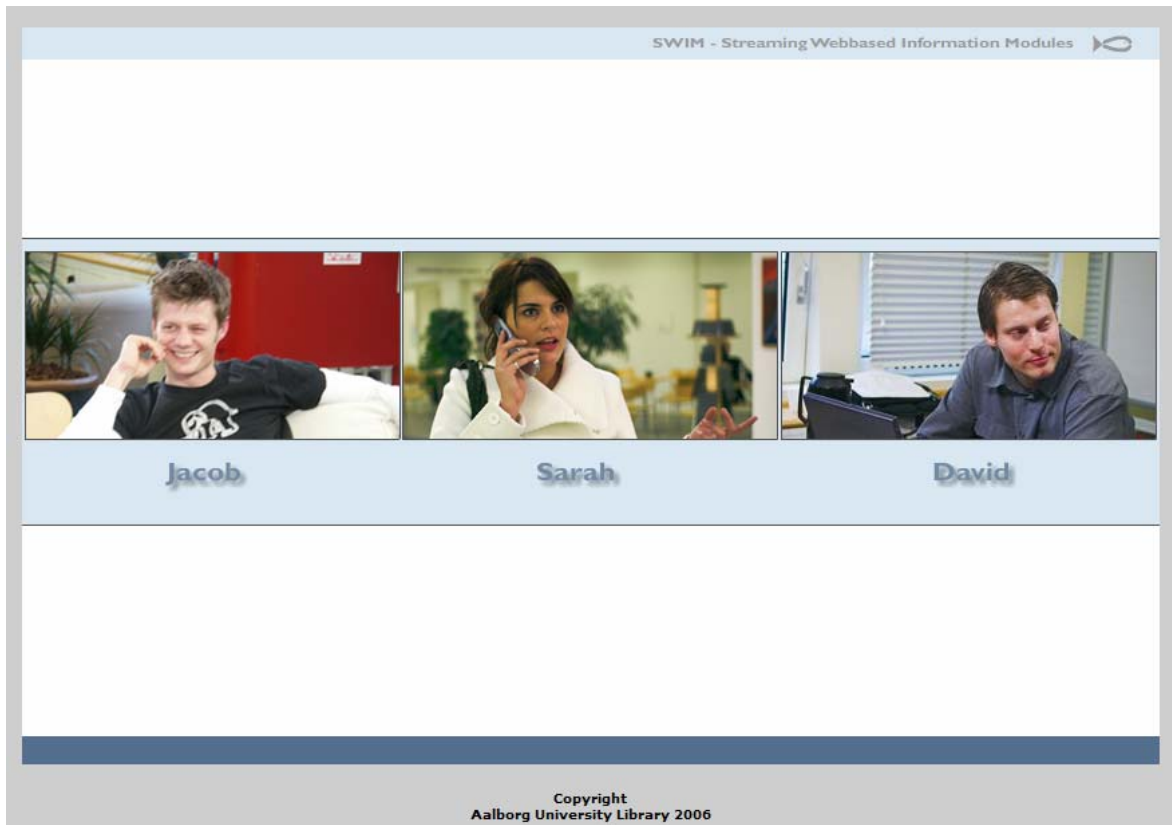 SWIM - Streaming Webbased Information Modules
Jacob
Sarah
David
Copyright
Aalborg University Library 2006